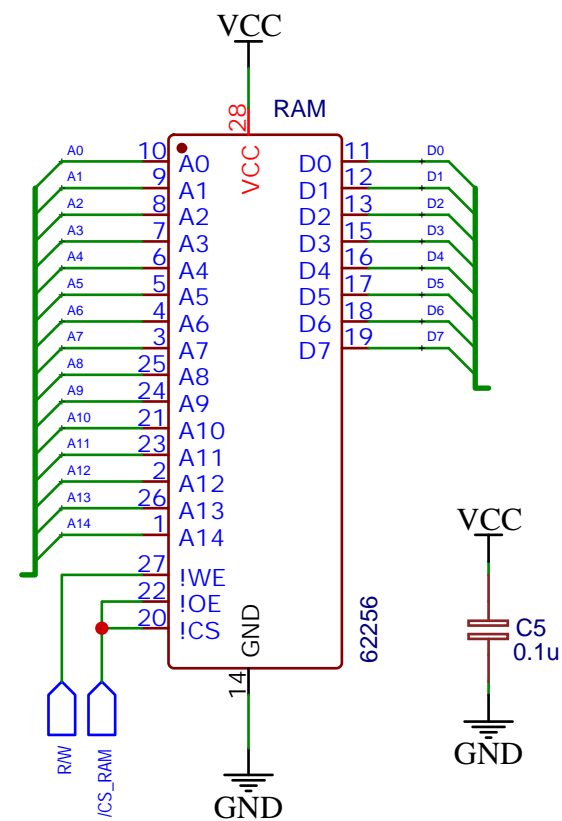 VCC
28 RAM
A0 10 A0 VCC D0 11 D0
A1 9 A1 D1 12 D1
A2 8 A2 D2 13 D2
A3 7 A3 D3 15 D3
A4 6 A4 D4 16 D4
A5 5 A5 D5 17 D5
A6 4 A6 D6 18 D6
A7 3 A7 D7 19 D7
A8 25 A8
A9 24 A9
A10 21 A10
A11 23 A11
A12 2 A12
A13 26 A13
A14 1 A14
27 !WE
22 !OE
20 !CS
GND
14
62256
R/W
/CS_RAM
GND
VCC
C5
0.1u
GND